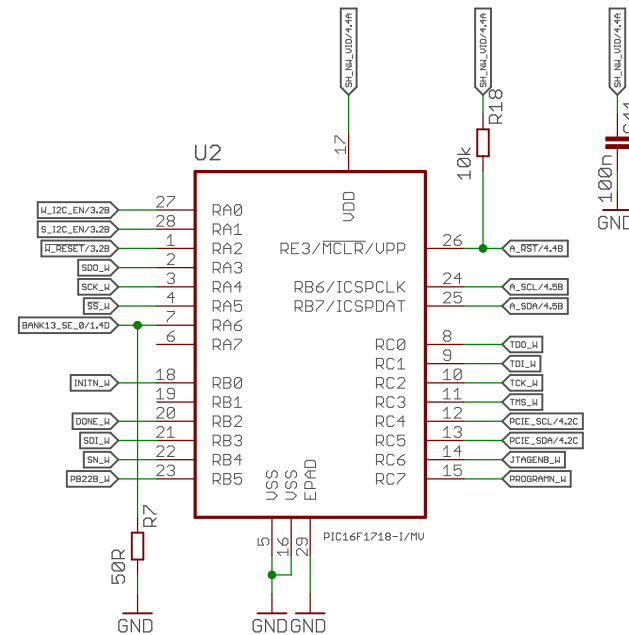 SH_NW_VIO/4.4A
SH_NW_VIO/4.4A
SH_NW_VIO/4.4A
R18
10k
100n
GND
U2
17
VDD
W_I2C_EN/3.2B 27 RA0
S_I2C_EN/3.2B 28 RA1
W_RESET/3.2B 1 RA2
SDO_W 2 RA3
SCK_W 3 RA4
SS_W 4 RA5
BANK13_SE_0/1.4D 7 RA6
6 RA7
INITN_W 18 RB0
19 RB1
DONE_W 20 RB2
SDI_W 21 RB3
SN_W 22 RB4
PB22B_W 23 RB5
RE3/MCLR/VPP 26 A_RST/4.4B
RB6/ICSPCLK 24 A_SCL/4.5B
RB7/ICSPDAT 25 A_SDA/4.5B
RC0 8 TDO_W
RC1 9 TDI_W
RC2 10 TCK_W
RC3 11 TMS_W
RC4 12 PCIE_SCL/4.2C
RC5 13 PCIE_SDA/4.2C
RC6 14 JTAGENB_W
RC7 15 PROGRAMN_W
VSS
VSS
EPAD
5
16
29
PIC16F1718-I/MV
R7
50R
GND
GND
GND